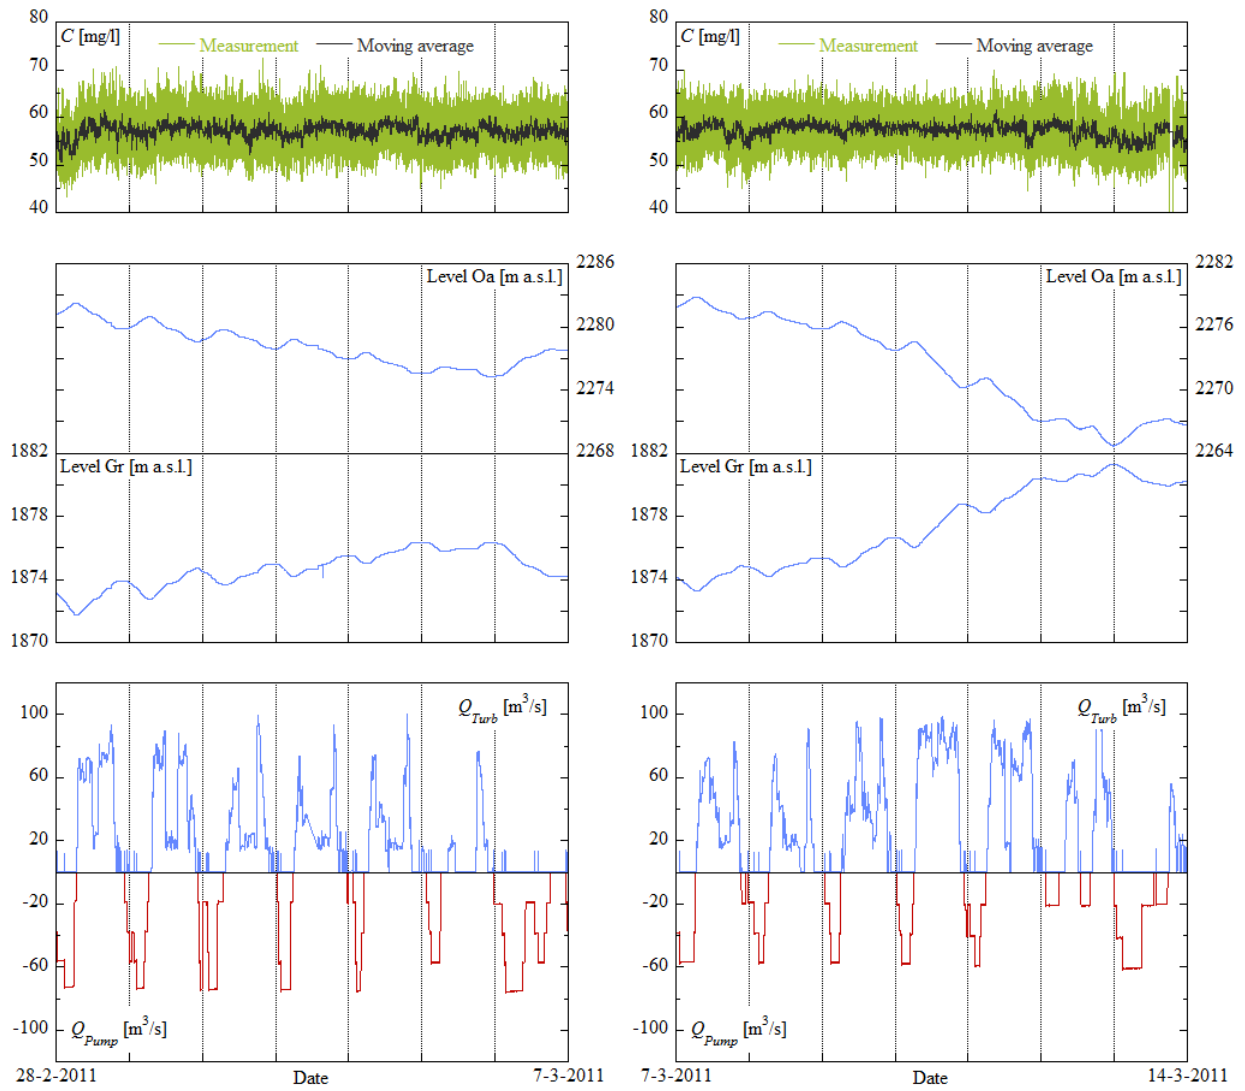 80 C [mg/l] Measurement Moving average
70
60
50
40
80 C [mg/l] Measurement Moving average
70
60
50
40
Level Oa [m a.s.l.] 2286
2280
2274
1882 2268
Level Gr [m a.s.l.]
1878
1874
1870
Level Oa [m a.s.l.] 2282
2276
2270
1882 2264
Level Gr [m a.s.l.]
1878
1874
1870
100 Q_Turb [m³/s]
60
20
-20
-60
-100 Q_Pump [m³/s]
28-2-2011 Date 7-3-2011
100 Q_Turb [m³/s]
60
20
-20
-60
-100 Q_Pump [m³/s]
7-3-2011 Date 14-3-2011